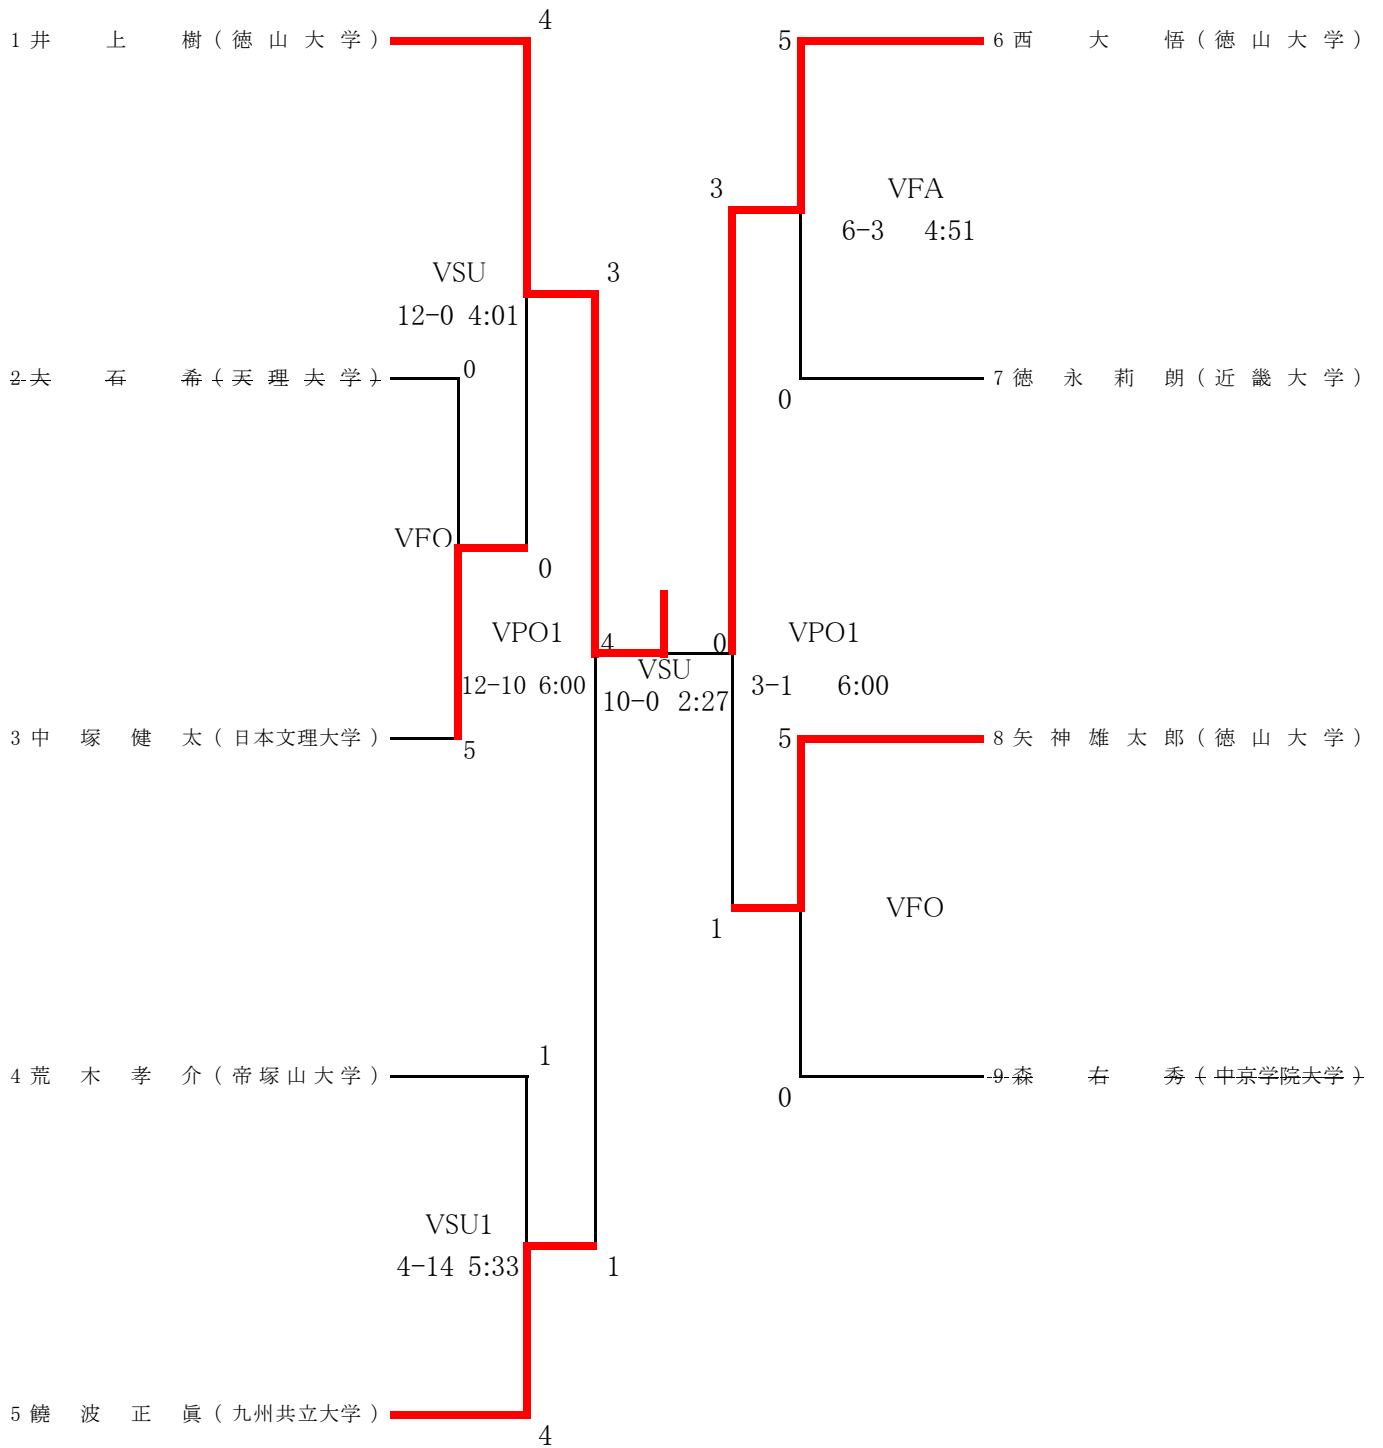 4
1 井上樹(徳山大学)
5
6 西大悟(徳山大学)
3
VFA
6-3 4:51
VSU
3
12-0 4:01
2 大石希(天理大学)
0
7 徳永莉朗(近畿大学)
0
VFO
0
VPO1
4
0
VPO1
VSU
12-10 6:00
10-0 2:27
3-1 6:00
3 中塚健太(日本文理大学)
5
5
8 矢神雄太郎(徳山大学)
VFO
1
1
4 荒木孝介(帝塚山大学)
9 森右秀(中京学院大学)
0
VSU1
4-14 5:33
1
5 饒波正眞(九州共立大学)
4